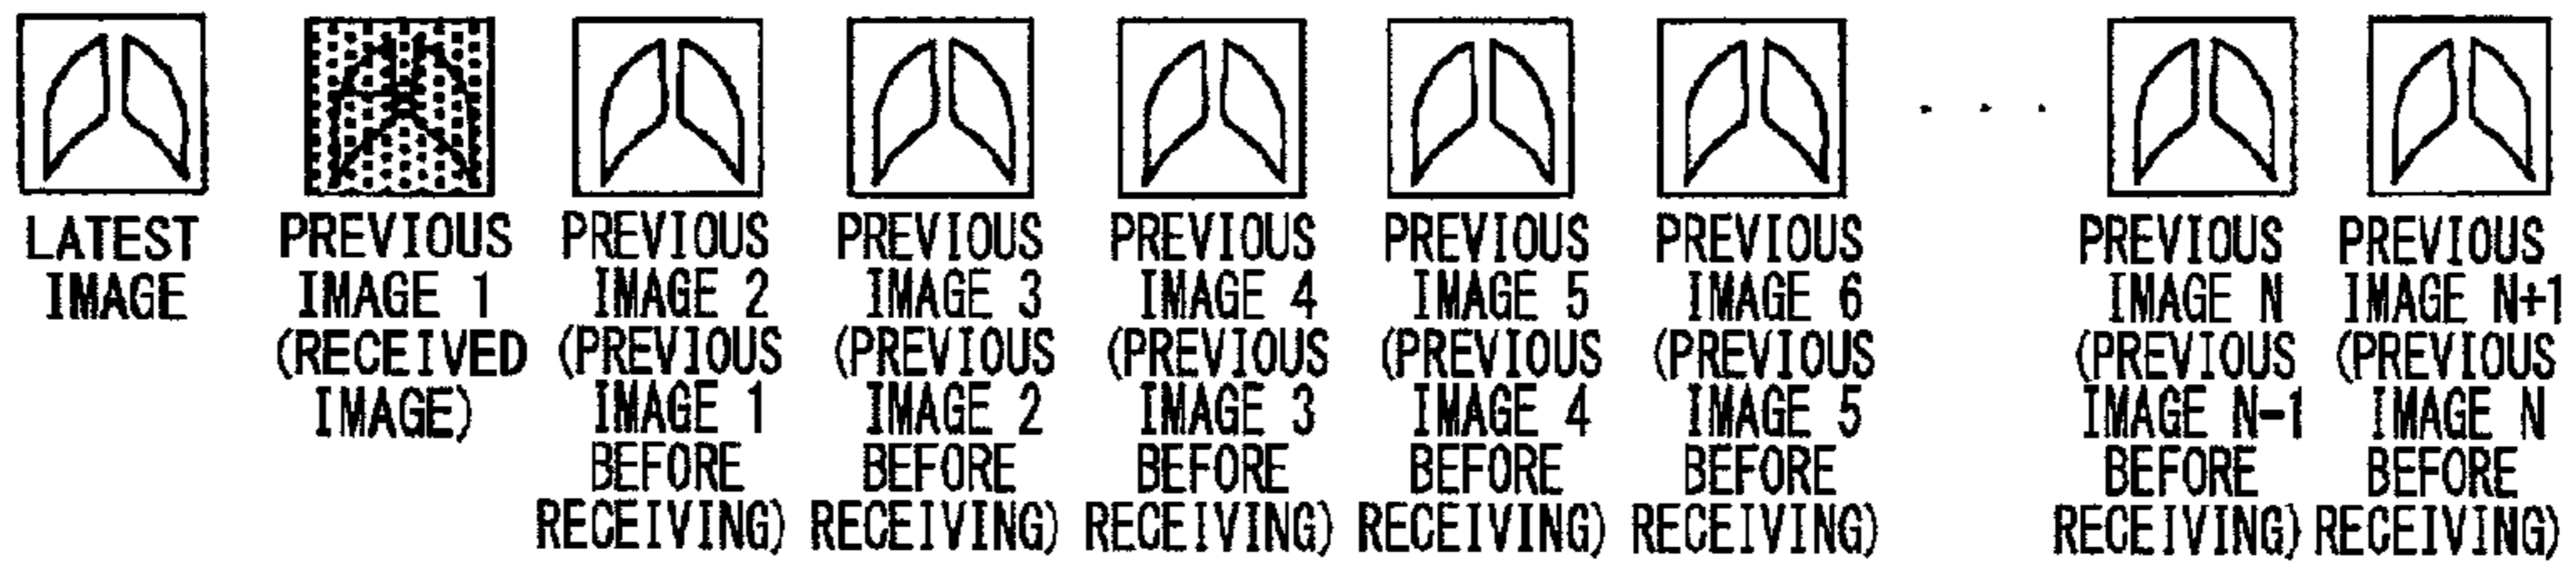 LATEST
IMAGE
PREVIOUS
IMAGE 1
(RECEIVED
IMAGE)
PREVIOUS
IMAGE 2
(PREVIOUS
IMAGE 1
BEFORE
RECEIVING)
PREVIOUS
IMAGE 3
(PREVIOUS
IMAGE 2
BEFORE
RECEIVING)
PREVIOUS
IMAGE 4
(PREVIOUS
IMAGE 3
BEFORE
RECEIVING)
PREVIOUS
IMAGE 5
(PREVIOUS
IMAGE 4
BEFORE
RECEIVING)
PREVIOUS
IMAGE 6
(PREVIOUS
IMAGE 5
BEFORE
RECEIVING)
. . .
PREVIOUS
IMAGE N
(PREVIOUS
IMAGE N-1
BEFORE
RECEIVING)
PREVIOUS
IMAGE N+1
(PREVIOUS
IMAGE N
BEFORE
RECEIVING)